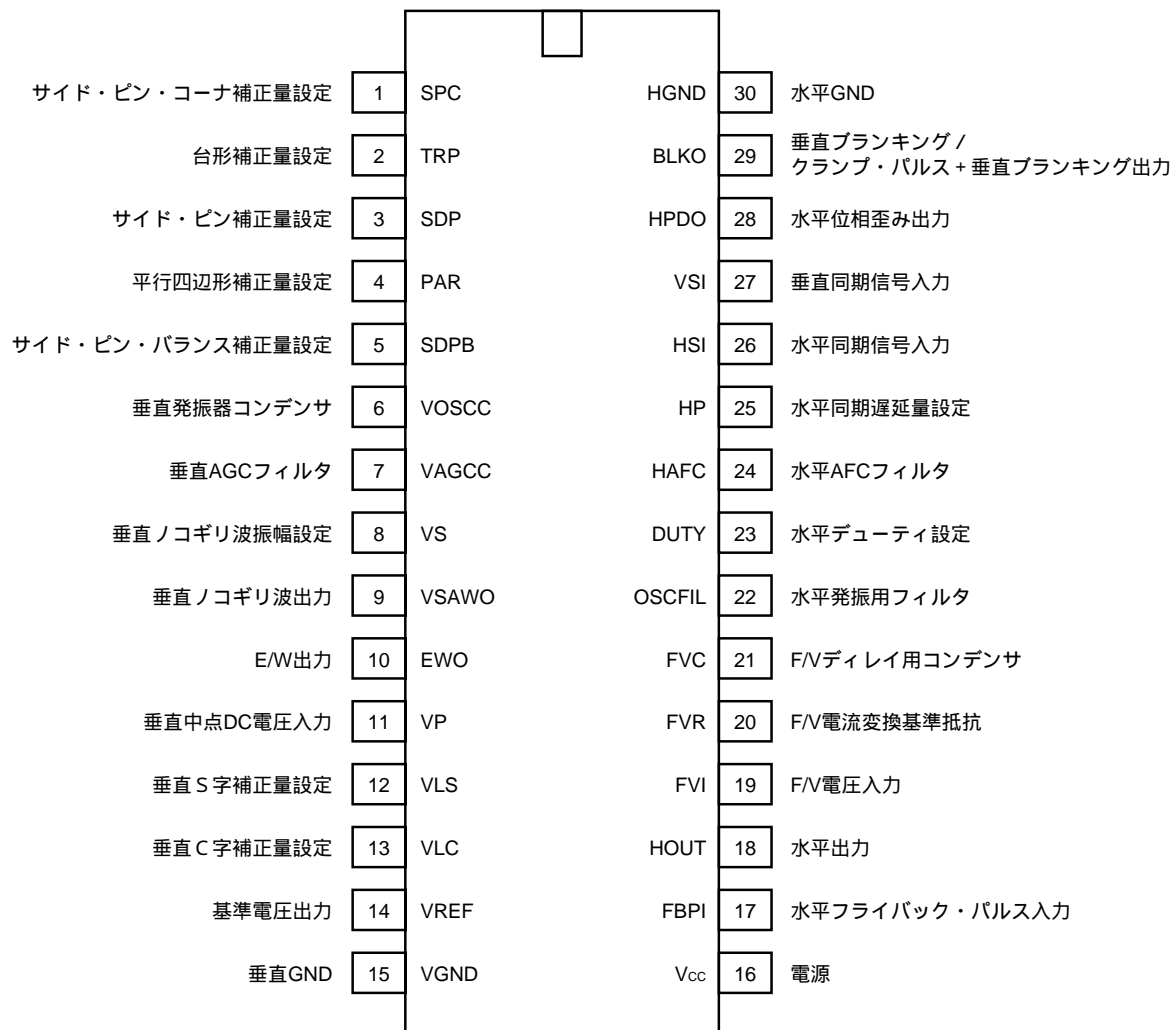 サイド・ピン・コーナ補正量設定 1 SPC HGND 30 水平GND
台形補正量設定 2 TRP BLKO 29 垂直ブランキング /
クランプ・パルス + 垂直ブランキング出力
サイド・ピン補正量設定 3 SDP HPDO 28 水平位相歪み出力
平行四辺形補正量設定 4 PAR VSI 27 垂直同期信号入力
サイド・ピン・バランス補正量設定 5 SDPB HSI 26 水平同期信号入力
垂直発振器コンデンサ 6 VOSCC HP 25 水平同期遅延量設定
垂直AGCフィルタ 7 VAGCC HAFC 24 水平AFCフィルタ
垂直ノコギリ波振幅設定 8 VS DUTY 23 水平デューティ設定
垂直ノコギリ波出力 9 VSAWO OSCFIL 22 水平発振用フィルタ
E/W出力 10 EWO FVC 21 F/Vディレイ用コンデンサ
垂直中点DC電圧入力 11 VP FVR 20 F/V電流変換基準抵抗
垂直S字補正量設定 12 VLS FVI 19 F/V電圧入力
垂直C字補正量設定 13 VLC HOUT 18 水平出力
基準電圧出力 14 VREF FBPI 17 水平フライバック・パルス入力
垂直GND 15 VGND Vcc 16 電源